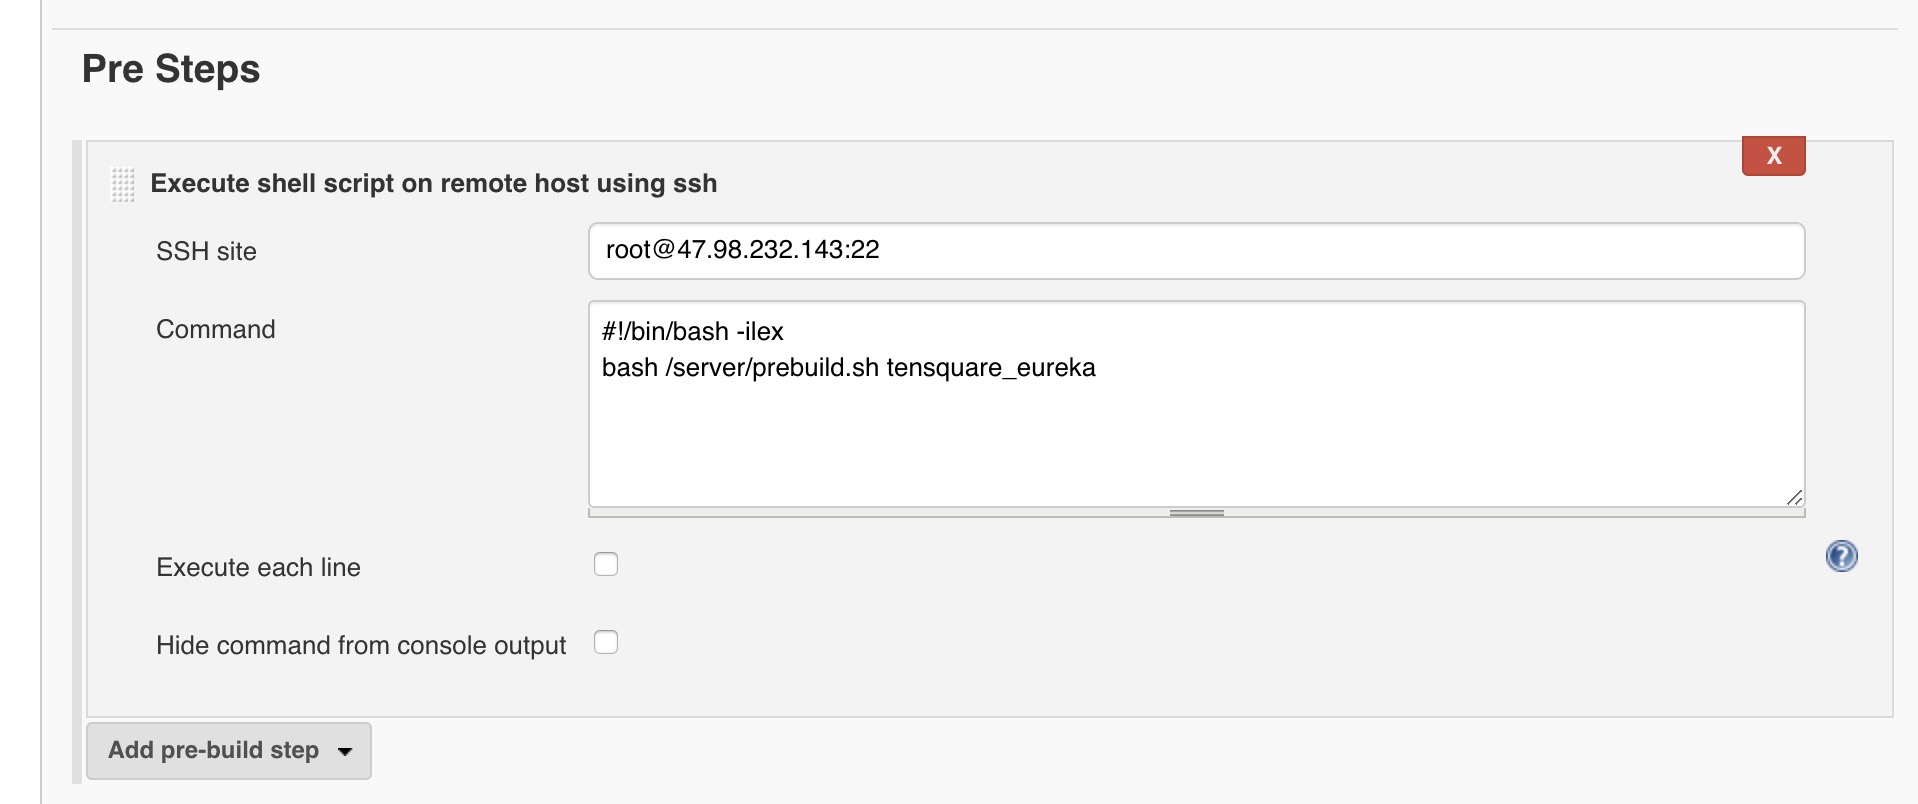 Pre Steps
X
Execute shell script on remote host using ssh
SSH site
root@47.98.232.143:22
Command
#!/bin/bash -ilex
bash /server/prebuild.sh tensquare_eureka
Execute each line
?
Hide command from console output
Add pre-build step